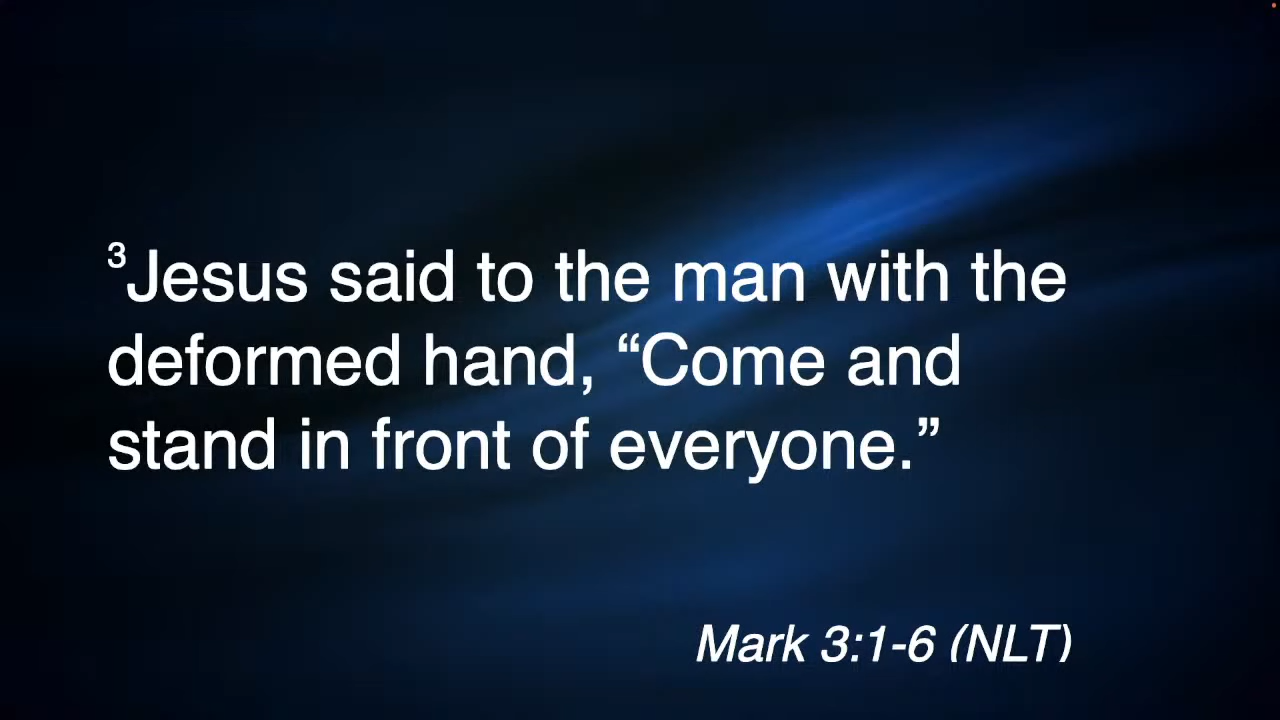 ³Jesus said to the man with the
deformed hand, “Come and
stand in front of everyone.”
Mark 3:1-6 (NLT)